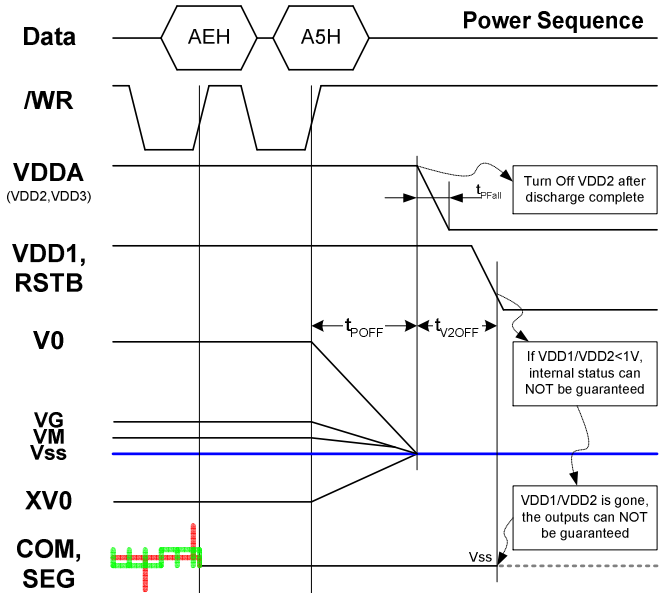 Power Sequence
Data
AEH
A5H
/WR
VDDA
(VDD2,VDD3)
tPFall
Turn Off VDD2 after
discharge complete
VDD1,
RSTB
tPOFF
tV2OFF
V0
If VDD1/VDD2<1V,
internal status can
NOT be guaranteed
VG
VM
Vss
XV0
VDD1/VDD2 is gone,
the outputs can NOT
be guaranteed
COM,
SEG
Vss